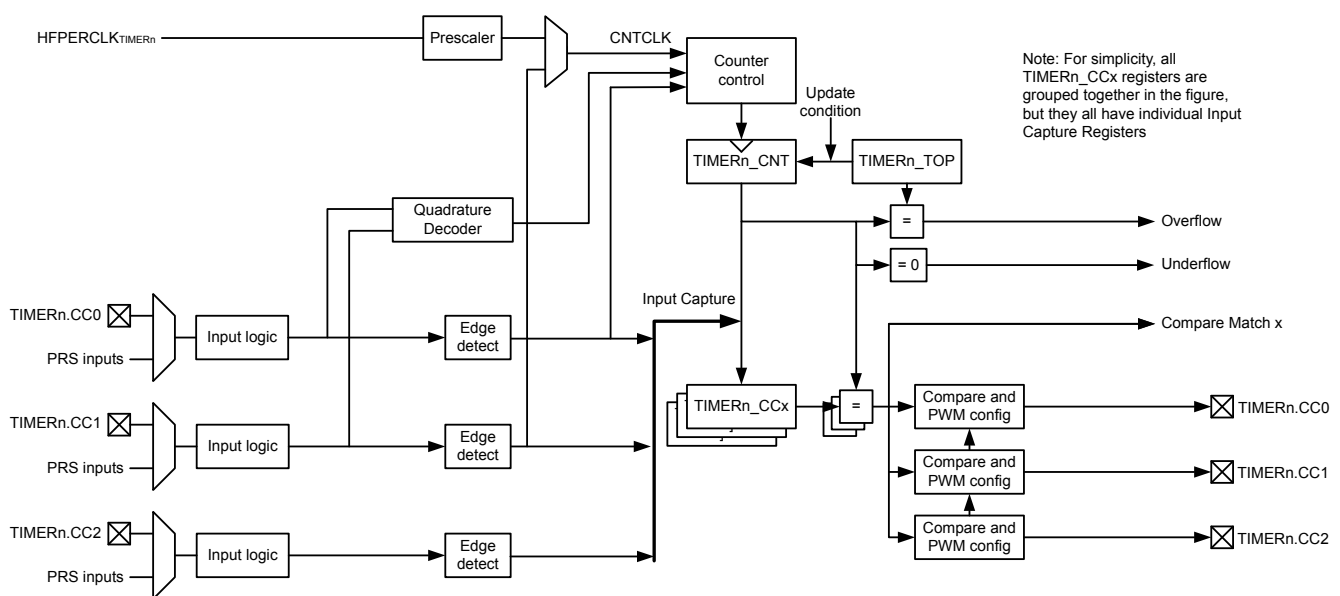 HFPERCLKTIMERn
Prescaler
CNTCLK
Counter
control
Note: For simplicity, all
TIMERn_CCx registers are
grouped together in the figure,
but they all have individual Input
Capture Registers
Update
condition
TIMERn_CNT
TIMERn_TOP
Quadrature
Decoder
=
Overflow
= 0
Underflow
TIMERn.CC0
PRS inputs
Input logic
Edge
detect
Input Capture
Compare Match x
TIMERn_CCx
=
Compare and
PWM config
TIMERn.CC0
TIMERn.CC1
PRS inputs
Input logic
Edge
detect
Compare and
PWM config
TIMERn.CC1
TIMERn.CC2
PRS inputs
Input logic
Edge
detect
Compare and
PWM config
TIMERn.CC2